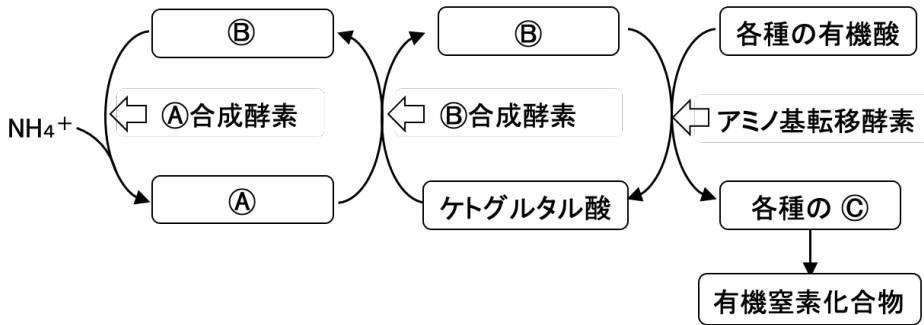 Ⓑ
Ⓑ
各種の有機酸
NH₄⁺
Ⓐ合成酵素
Ⓑ合成酵素
アミノ基転移酵素
Ⓐ
ケトグルタル酸
各種の Ⓒ
有機窒素化合物